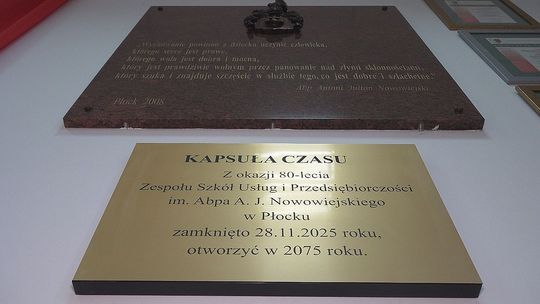 "Wychowanie powinno z dziecka uczynić człowieka,
którego serce jest prawe,
którego wola jest dobra i mocna,
który jest prawdziwie wolnym przez panowanie nad złymi skłonnościami,
który szuka i znajduje szczęście w służbie tego, co jest dobre i szlachetne."
Abp Antoni Julian Nowowiejski
Płock 2008
KAPSUŁA CZASU
Z okazji 80-lecia
Zespołu Szkół Usług i Przedsiębiorczości
im. Abpa A. J. Nowowiejskiego
w Płocku
zamknięto 28.11.2025 roku,
otworzyć w 2075 roku.